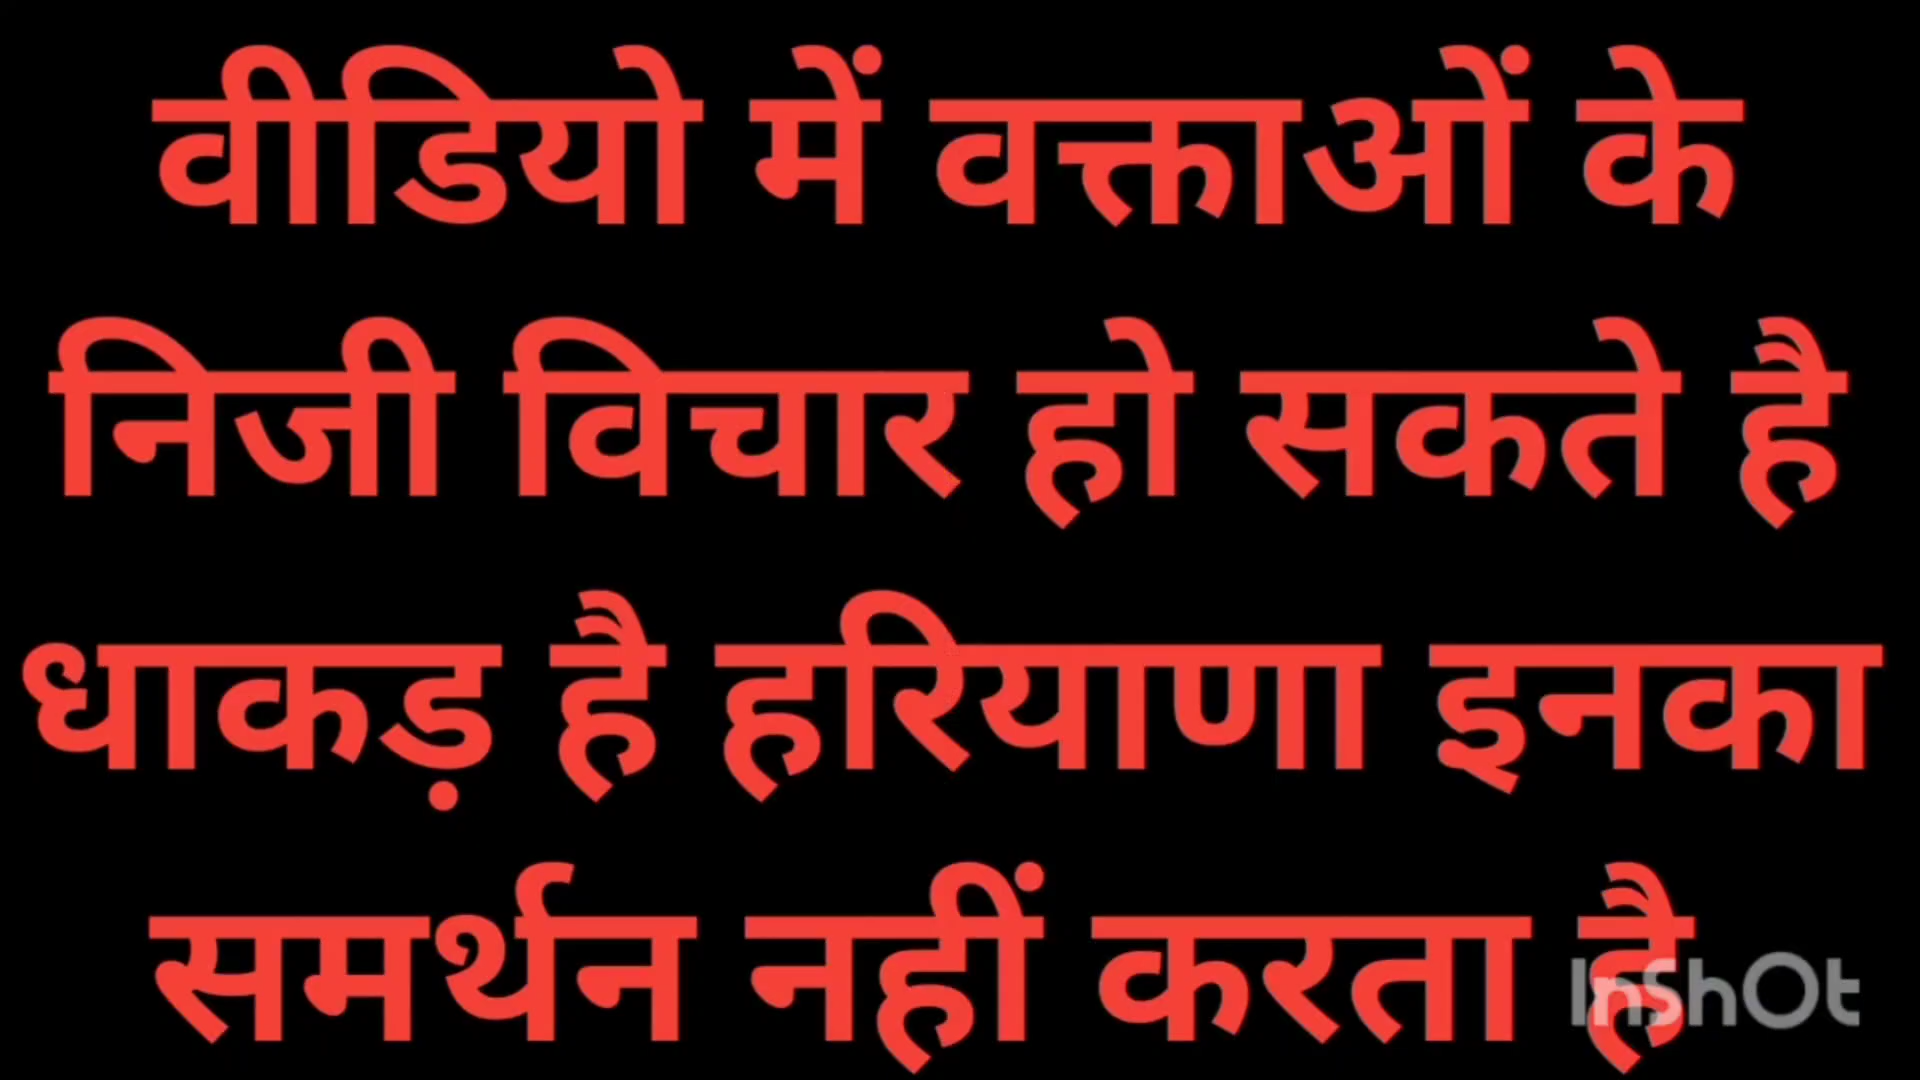 वीडियो में वक्ताओं के
निजी विचार हो सकते है
धाकड़ है हरियाणा इनका
समर्थन नहीं करता है
InShOt